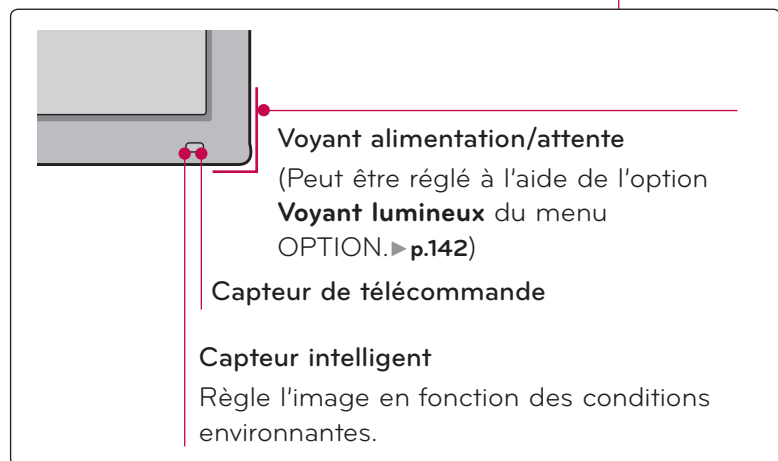 Voyant alimentation/attente
(Peut être réglé à l'aide de l'option
Voyant lumineux du menu
OPTION.►p.142)
Capteur de télécommande
Capteur intelligent
Règle l'image en fonction des conditions
environnantes.